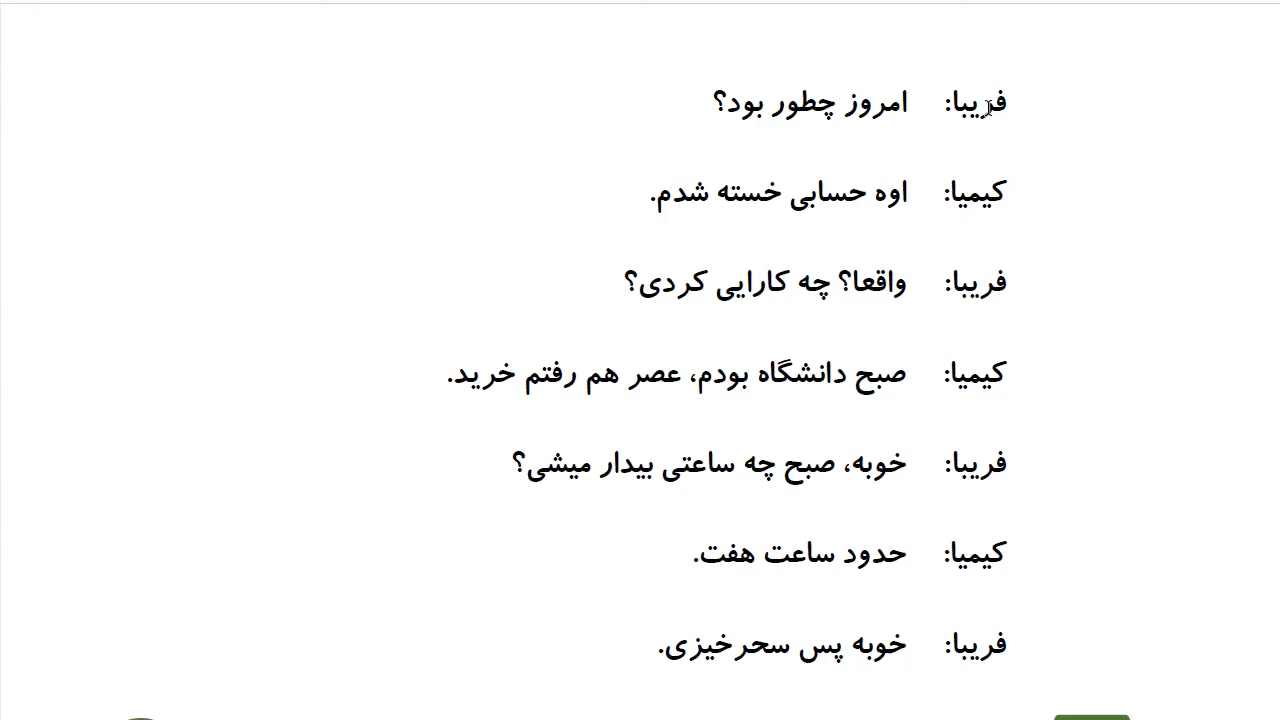 فریبا: امروز چطور بود؟
کیمیا: اوه حسابی خسته شدم.
فریبا: واقعا؟ چه کارایی کردی؟
کیمیا: صبح دانشگاه بودم، عصر هم رفتم خرید.
فریبا: خوبه، صبح چه ساعتی بیدار میشی؟
کیمیا: حدود ساعت هفت.
فریبا: خوبه پس سحرخیزی.